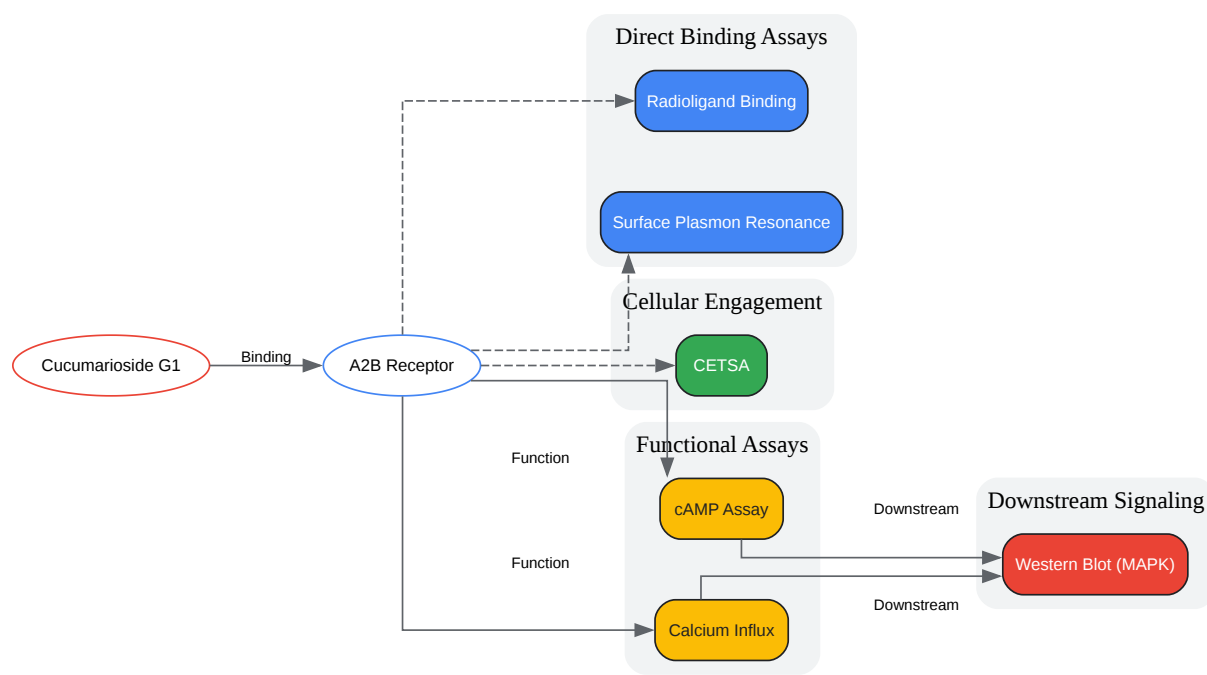 Direct Binding Assays
Radioligand Binding
Surface Plasmon Resonance
Cellular Engagement
Cucumarioside G1
Binding
A2B Receptor
CETSA
Functional Assays
Function
cAMP Assay
Downstream
Downstream Signaling
Western Blot (MAPK)
Function
Downstream
Calcium Influx